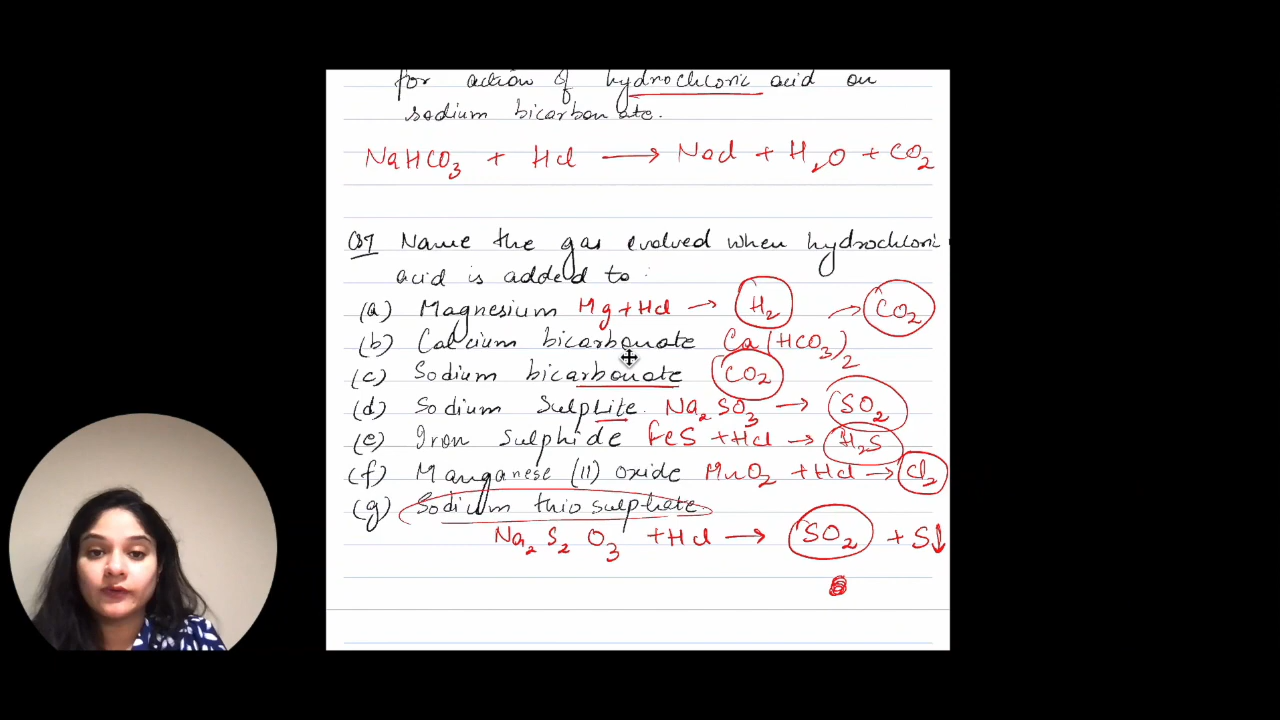 for action of hydrochloric acid on
sodium bicarbonate.
NaHCO3 + HCl → NaCl + H2O + CO2
Q7 Name the gas evolved when hydrochloric
acid is added to :
(a) Magnesium Mg + HCl → H2 → CO2
(b) Calcium bicarbonate Ca(HCO3)2
(c) Sodium bicarbonate CO2
(d) Sodium Sulphite. Na2SO3 → SO2
(e) Iron sulphide FeS + HCl → H2S
(f) Manganese (II) oxide MnO2 + HCl → Cl2
(g) Sodium thio sulphate
Na2 S2 O3 + HCl → SO2 + S↓